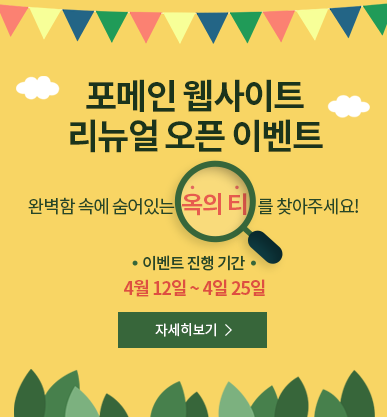 포메인 웹사이트
리뉴얼 오픈 이벤트
완벽함 속에 숨어있는 옥의 티 를 찾아주세요!
• 이벤트 진행 기간 •
4월 12일 ~ 4일 25일
자세히보기 >